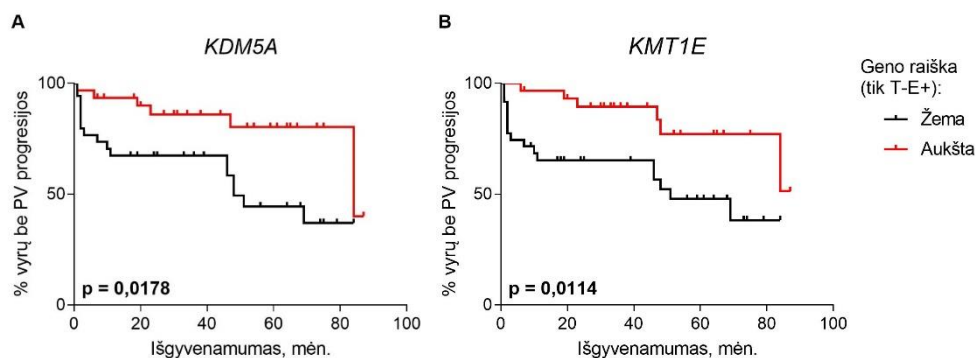 A
KDM5A
% vyrų be PV progresijos
100
50
0
p = 0,0178
0 20 40 60 80 100
Išgyvenamumas, mėn.
B
KMT1E
% vyrų be PV progresijos
100
50
0
p = 0,0114
0 20 40 60 80 100
Išgyvenamumas, mėn.
Geno raiška
(tik T-E+):
Žema
Aukšta